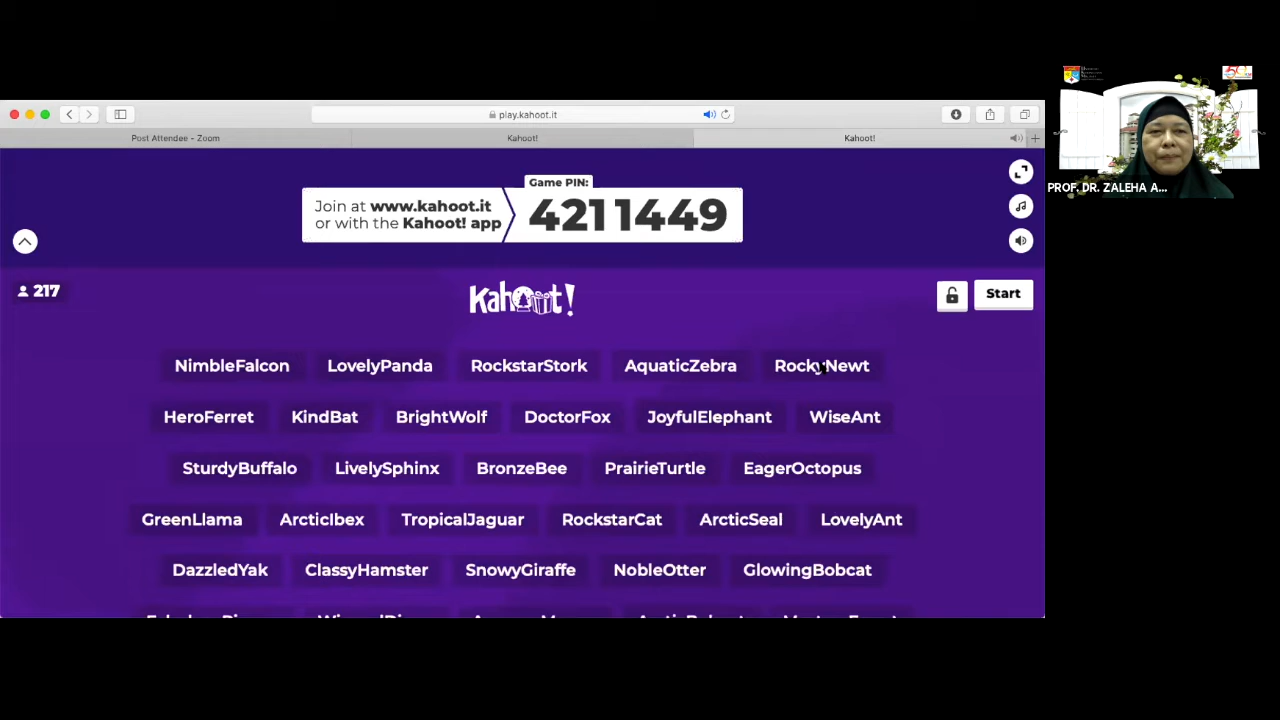 play.kahoot.it
Post Attendee - Zoom
Kahoot!
Kahoot!
Game PIN:
Join at www.kahoot.it
or with the Kahoot! app
4211449
217
Kahoot!
Start
NimbleFalcon LovelyPanda RockstarStork AquaticZebra RockyNewt
HeroFerret KindBat BrightWolf DoctorFox JoyfulElephant WiseAnt
SturdyBuffalo LivelySphinx BronzeBee PrairieTurtle EagerOctopus
GreenLlama ArcticIbex TropicalJaguar RockstarCat ArcticSeal LovelyAnt
DazzledYak ClassyHamster SnowyGiraffe NobleOtter GlowingBobcat
PROF. DR. ZALEHA A...